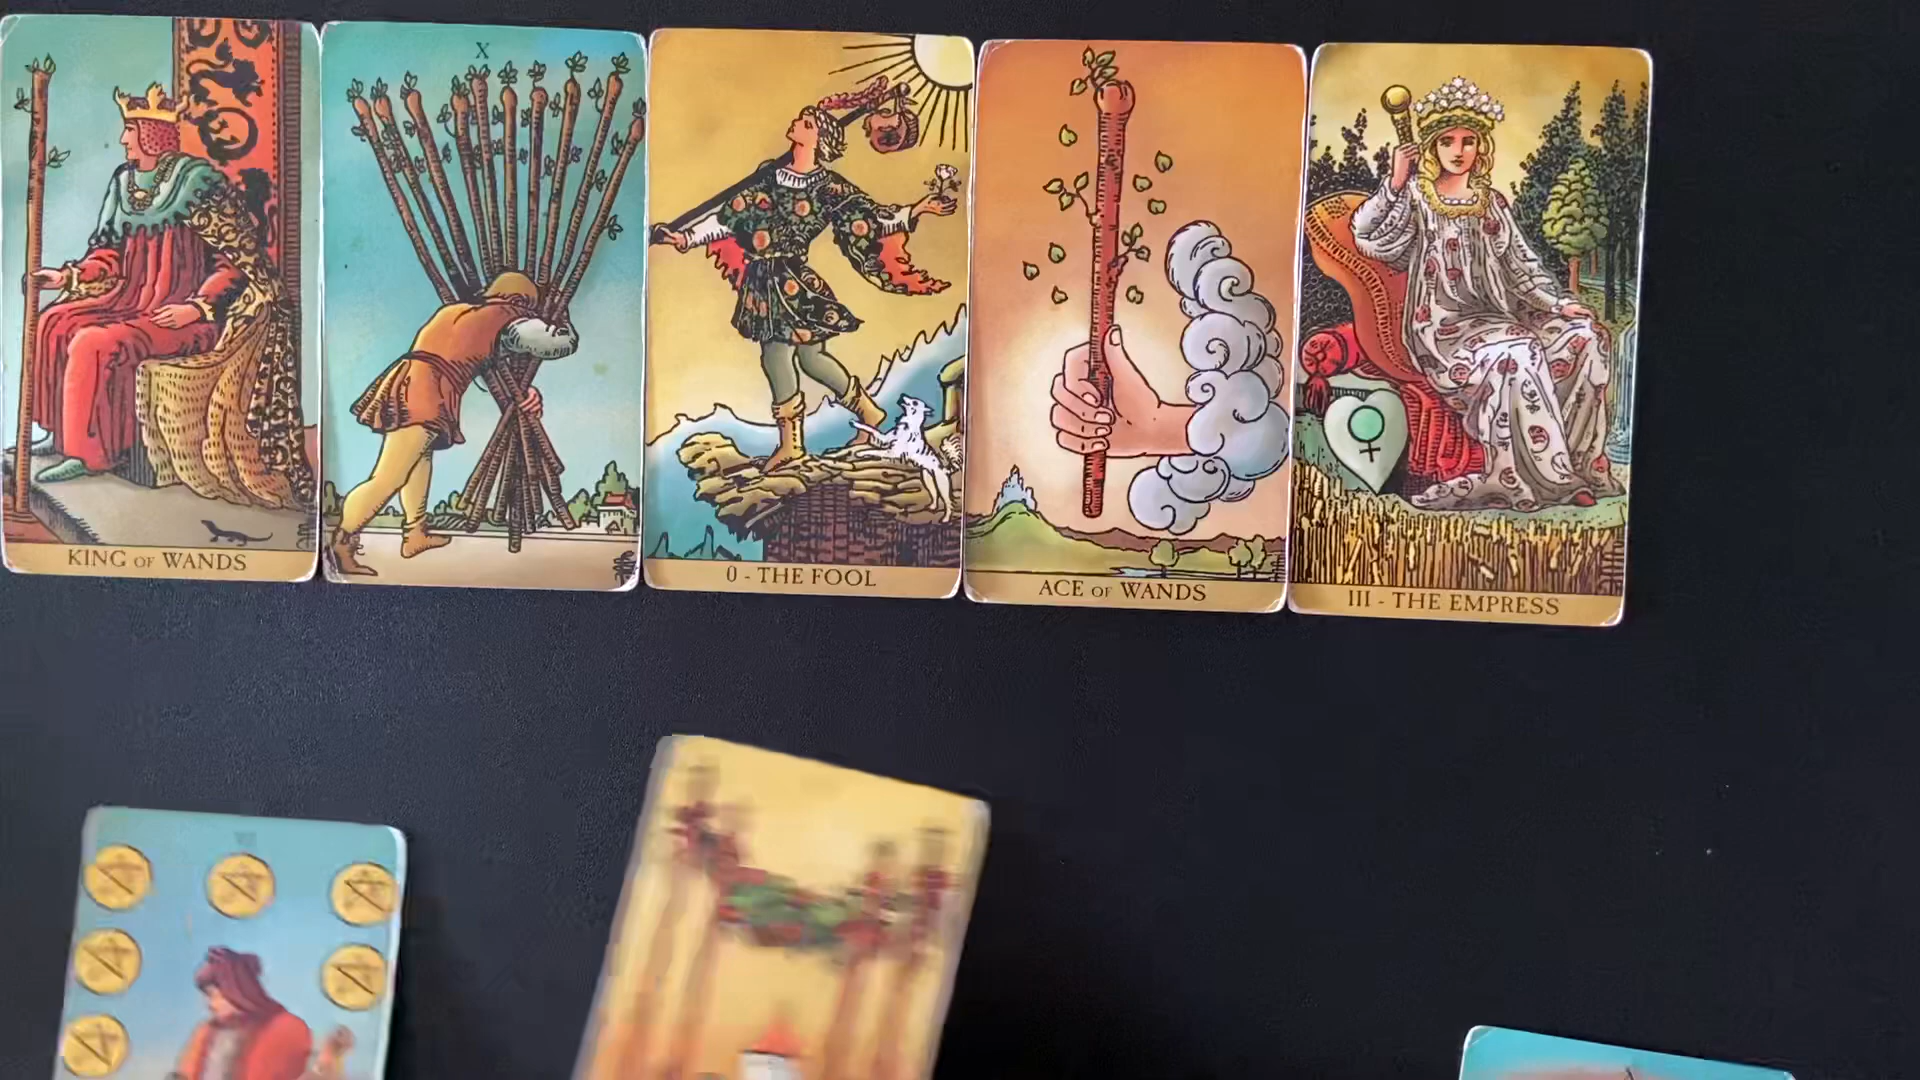 X
KING OF WANDS
0 - THE FOOL
ACE OF WANDS
III - THE EMPRESS